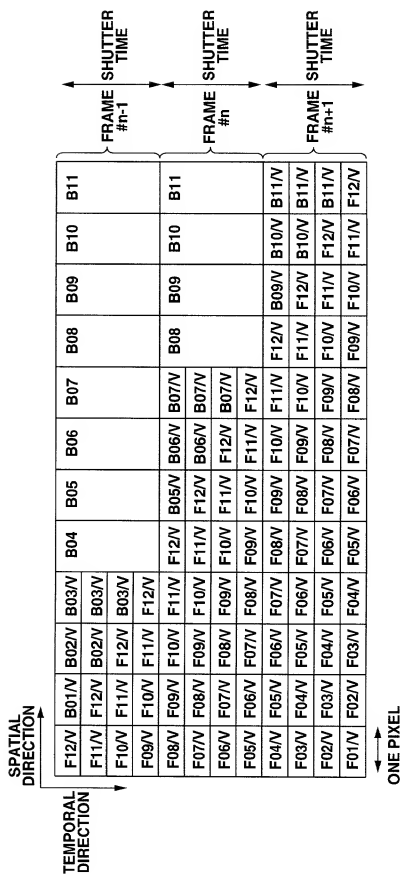 SPATIAL
DIRECTION
TEMPORAL
DIRECTION
F12/V B01/V B02/V B03/V B04 B05 B06 B07 B08 B09 B10 B11
F11/V F12/V B02/V B03/V
F10/V F11/V F12/V B03/V
F09/V F10/V F11/V F12/V
FRAME
#n-1
SHUTTER
TIME
F08/V F09/V F10/V F11/V F12/V B05/V B06/V B07/V B08 B09 B10 B11
F07/V F08/V F09/V F10/V F11/V F12/V B06/V B07/V
F06/V F07/V F08/V F09/V F10/V F11/V F12/V B07/V
F05/V F06/V F07/V F08/V F09/V F10/V F11/V F12/V
FRAME
#n
SHUTTER
TIME
F04/V F05/V F06/V F07/V F08/V F09/V F10/V F11/V F12/V B09/V B10/V B11/V
F03/V F04/V F05/V F06/V F07/V F08/V F09/V F10/V F11/V F12/V B10/V B11/V
F02/V F03/V F04/V F05/V F06/V F07/V F08/V F09/V F10/V F11/V F12/V B11/V
F01/V F02/V F03/V F04/V F05/V F06/V F07/V F08/V F09/V F10/V F11/V F12/V
FRAME
#n+1
SHUTTER
TIME
ONE PIXEL